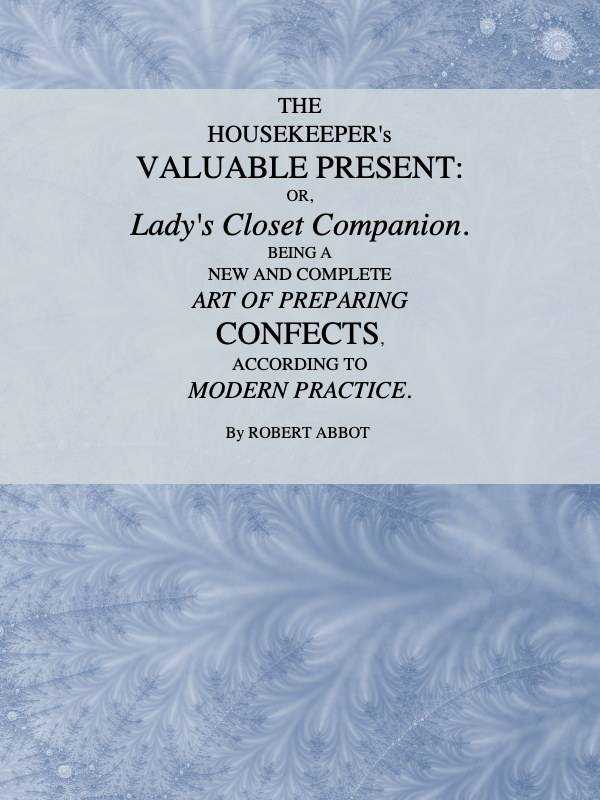 THE
HOUSEKEEPER's
VALUABLE PRESENT:
OR,
Lady's Closet Companion.
BEING A
NEW AND COMPLETE
ART OF PREPARING
CONFECTS,
ACCORDING TO
MODERN PRACTICE.
By ROBERT ABBOT